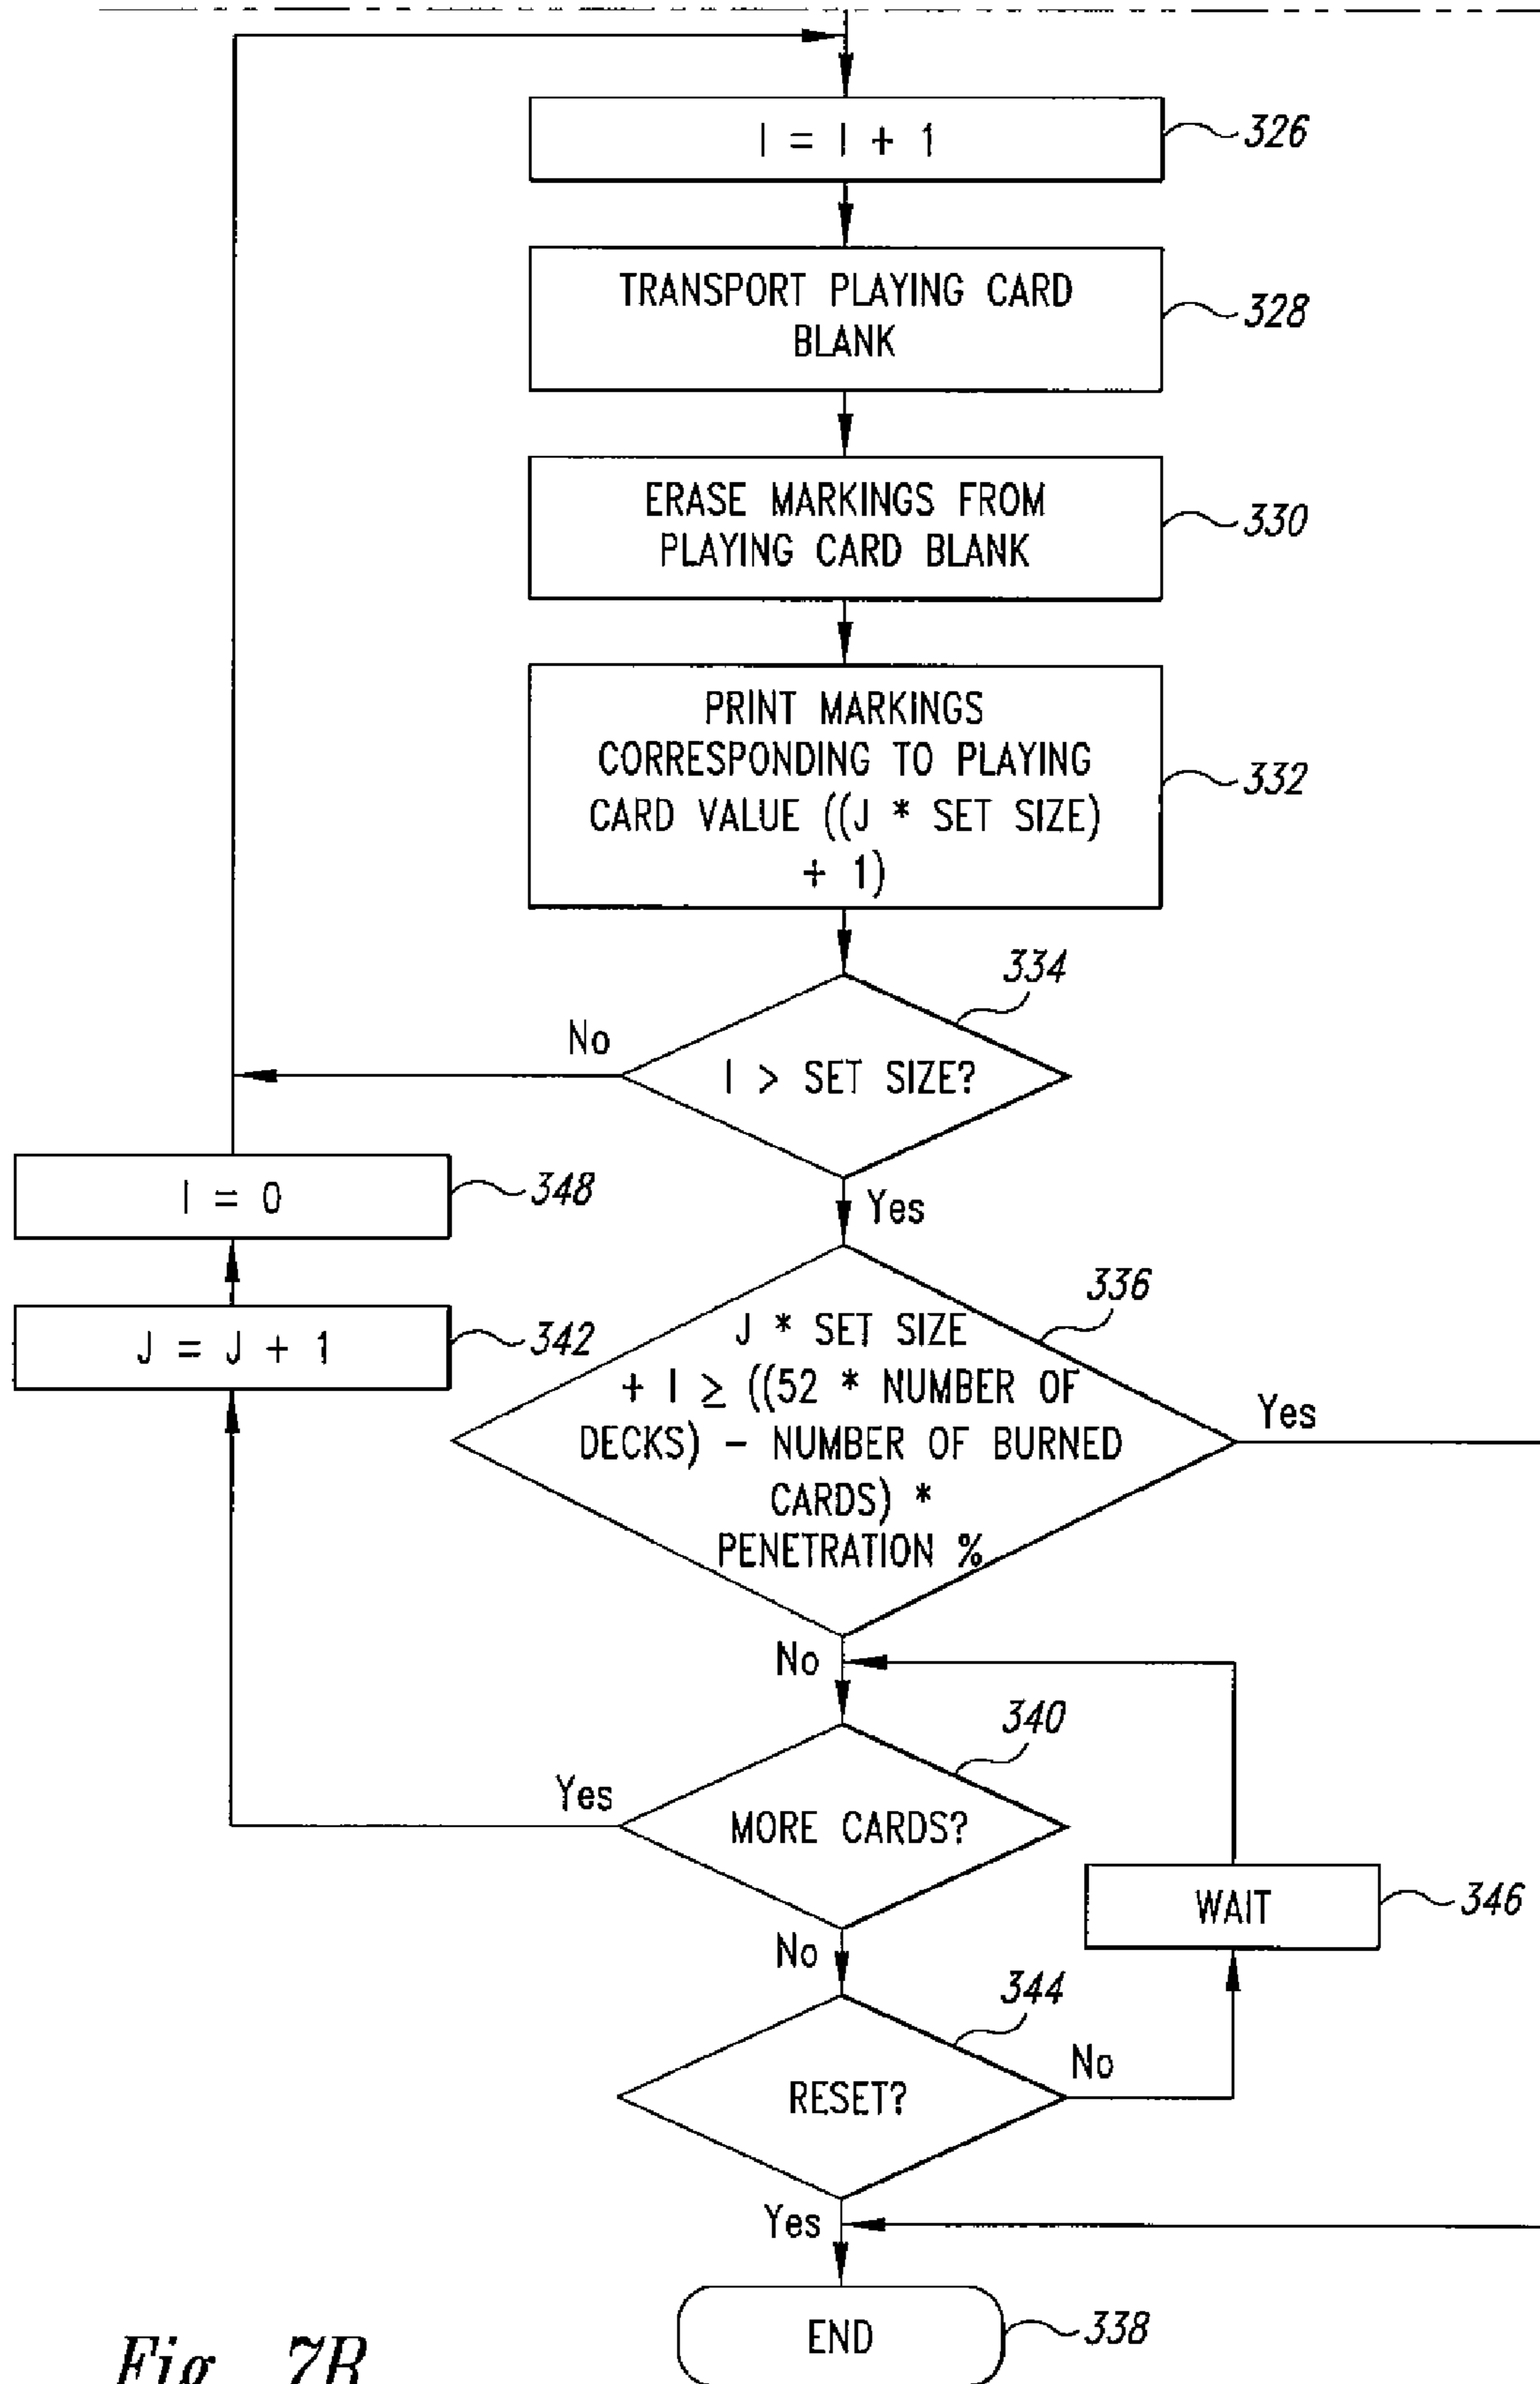 I = I + 1
326
TRANSPORT PLAYING CARD
BLANK
328
ERASE MARKINGS FROM
PLAYING CARD BLANK
330
PRINT MARKINGS
CORRESPONDING TO PLAYING
CARD VALUE ((J * SET SIZE)
+ 1)
332
334
No
I > SET SIZE?
Yes
I = 0
348
336
J = J + 1
342
J * SET SIZE
+ I ≥ ((52 * NUMBER OF
DECKS) – NUMBER OF BURNED
CARDS) *
PENETRATION %
Yes
No
340
Yes
MORE CARDS?
WAIT
346
No
344
No
RESET?
Yes
END
338
Fig. 7B